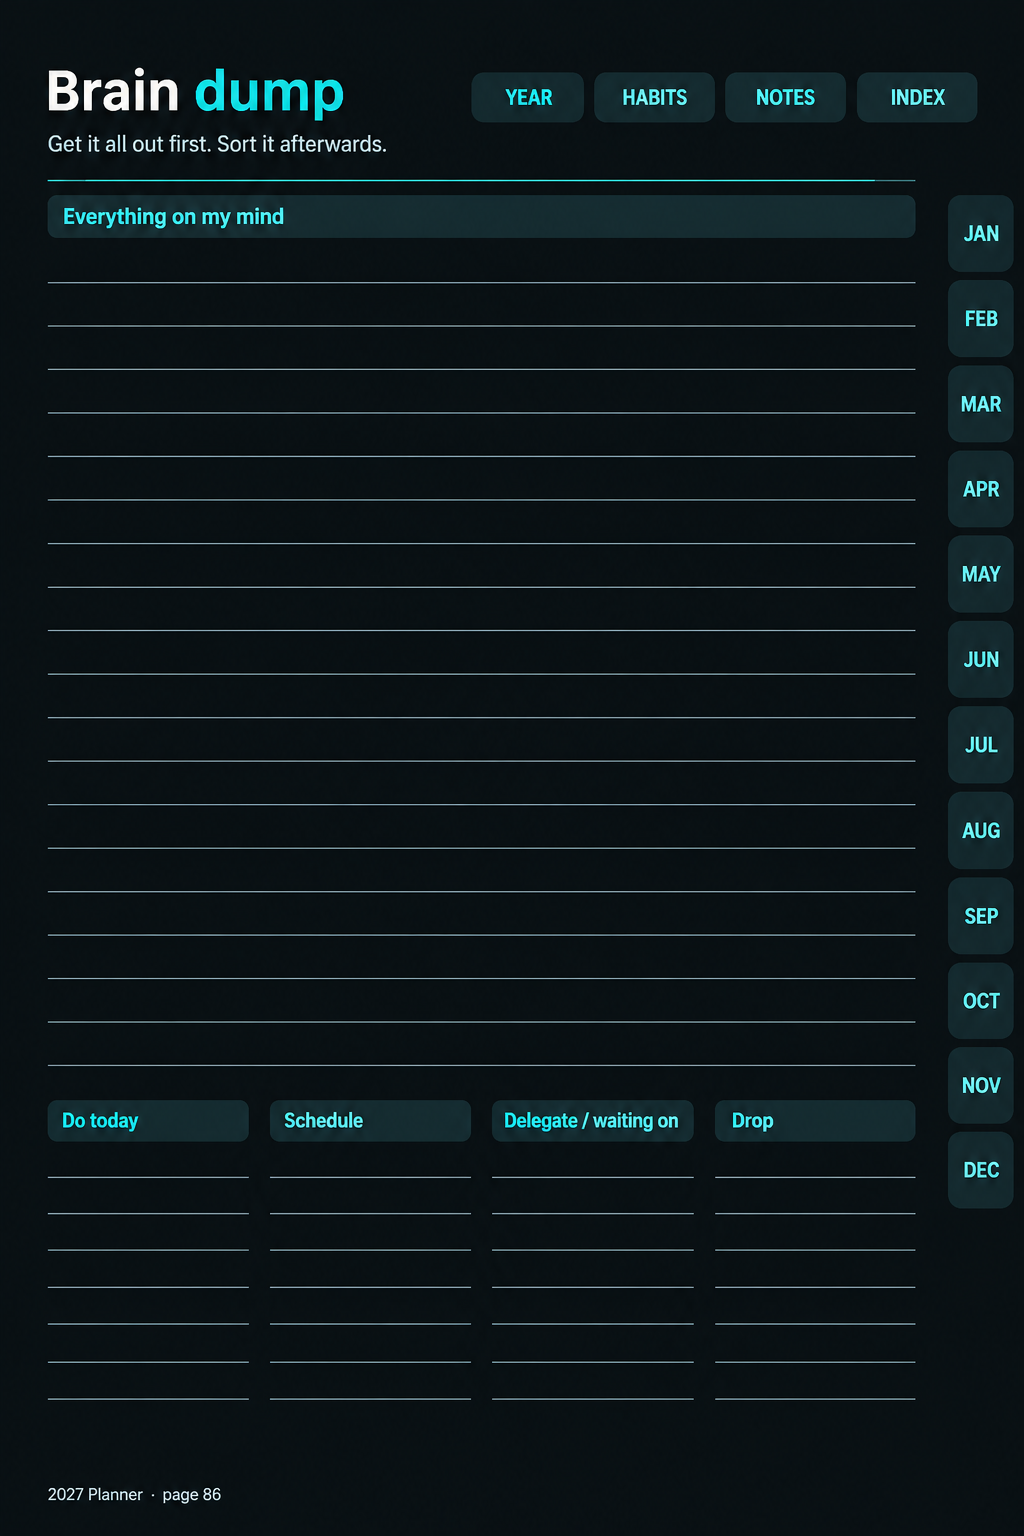 Brain dump
Get it all out first. Sort it afterwards.
YEAR
HABITS
NOTES
INDEX
Everything on my mind
JAN
FEB
MAR
APR
MAY
JUN
JUL
AUG
SEP
OCT
NOV
DEC
Do today
Schedule
Delegate / waiting on
Drop
2027 Planner · page 86